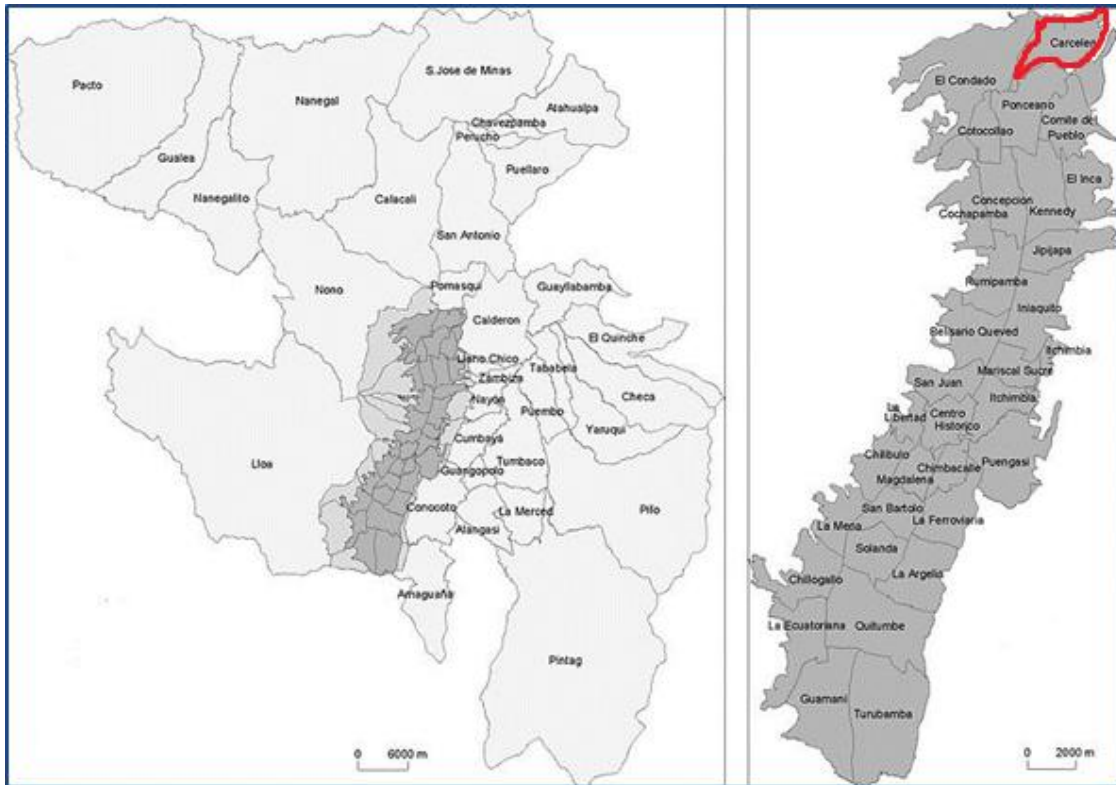 Pacto
Nanegal
S.Jose de Minas
Atahualpa
Chavezpamba
Perucho
Gualea
Puellaro
Nanegalito
Calacali
San Antonio
Nono
Pomasqui
Guayllabamba
Calderon
El Quinche
Llano Chico
Tababela
Zambiza
Checa
Nayon
Puembo
Yaruqui
Cumbaya
Lloa
Guangopolo
Tumbaco
Conocoto
La Merced
Pifo
Alangasi
Amaguaña
Pintag
0 6000 m
Carcelen
El Condado
Ponceano
Cotocollao
Comite del
Pueblo
El Inca
Concepción
Cochapamba
Kennedy
Jipijapa
Rumipamba
Iniaquito
Belisario Queved
Itchimbia
Mariscal Sucre
San Juan
Itchimbia
La
Libertad
Centro
Historico
Chilibulo
Chimbacalle
Puengasi
Magdalena
San Bartolo
La Mena
La Ferroviaria
Solanda
La Argelia
Chillogallo
La Ecuatoriana
Quitumbe
Guamani
Turubamba
0 2000 m